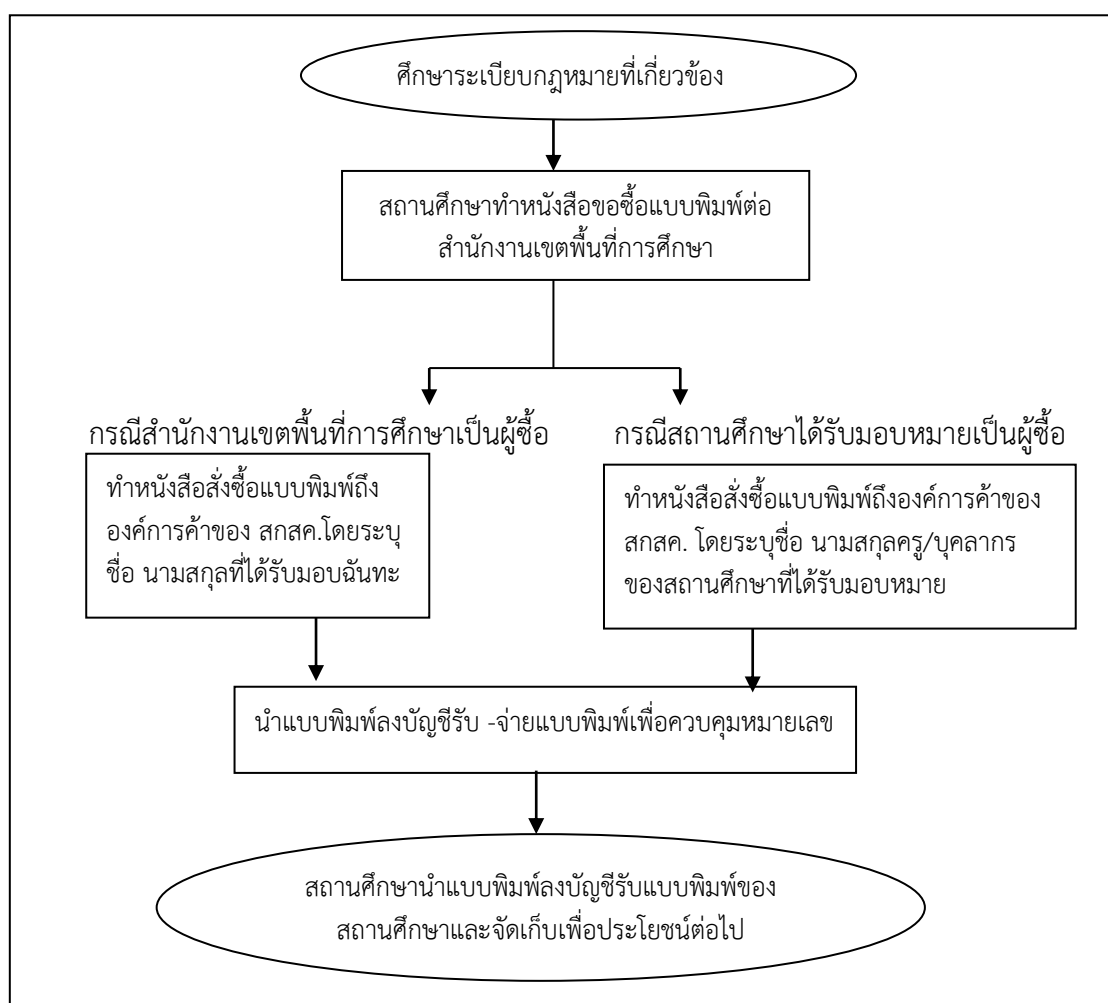 ศึกษาระเบียบกฎหมายที่เกี่ยวข้อง
สถานศึกษาทำหนังสือขอซื้อแบบพิมพ์ต่อ
สำนักงานเขตพื้นที่การศึกษา
กรณีสำนักงานเขตพื้นที่การศึกษาเป็นผู้ซื้อ
ทำหนังสือสั่งซื้อแบบพิมพ์ถึง
องค์การค้าของ สกสค.โดยระบุ
ชื่อ นามสกุลที่ได้รับมอบฉันทะ
กรณีสถานศึกษาได้รับมอบหมายเป็นผู้ซื้อ
ทำหนังสือสั่งซื้อแบบพิมพ์ถึงองค์การค้าของ
สกสค. โดยระบุชื่อ นามสกุลครู/บุคลากร
ของสถานศึกษาที่ได้รับมอบหมาย
นำแบบพิมพ์ลงบัญชีรับ -จ่ายแบบพิมพ์เพื่อควบคุมหมายเลข
สถานศึกษานำแบบพิมพ์ลงบัญชีรับแบบพิมพ์ของ
สถานศึกษาและจัดเก็บเพื่อประโยชน์ต่อไป